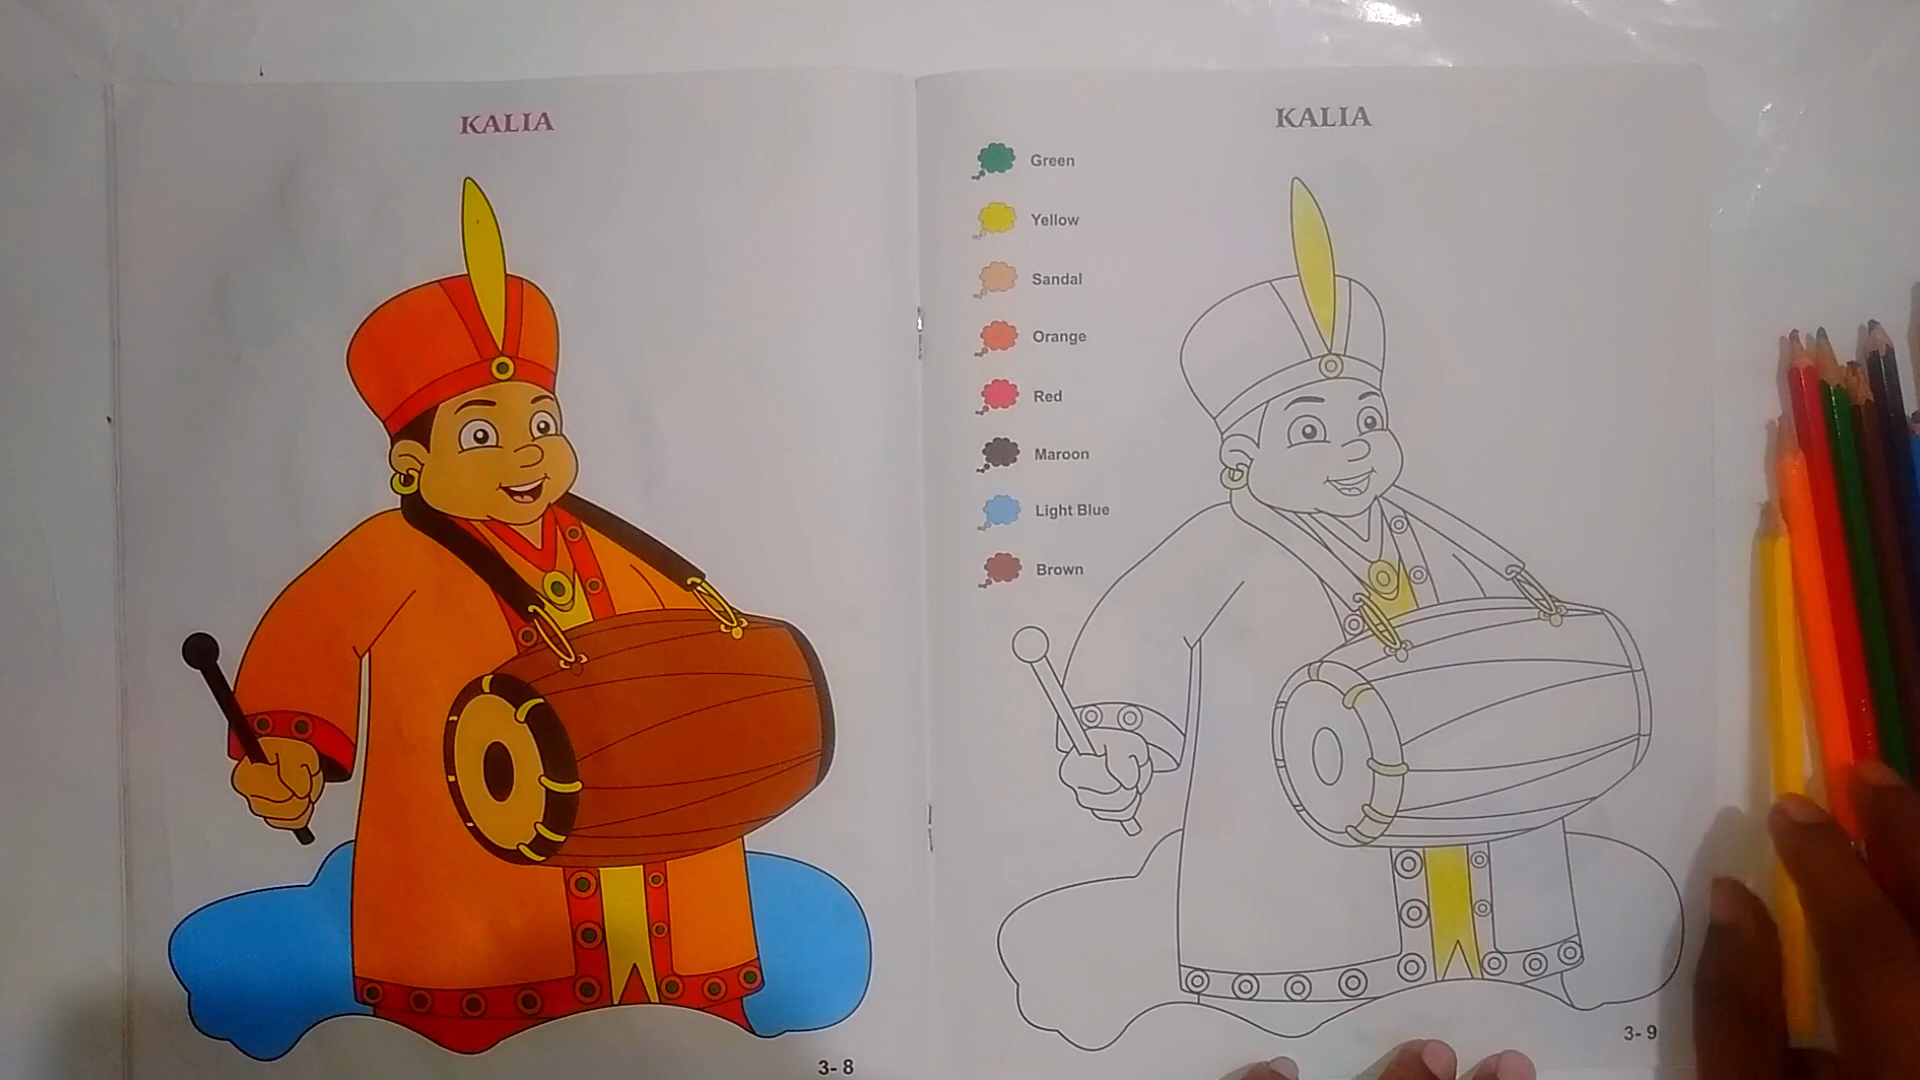 KALIA
3- 8
KALIA
Green
Yellow
Sandal
Orange
Red
Maroon
Light Blue
Brown
3- 9